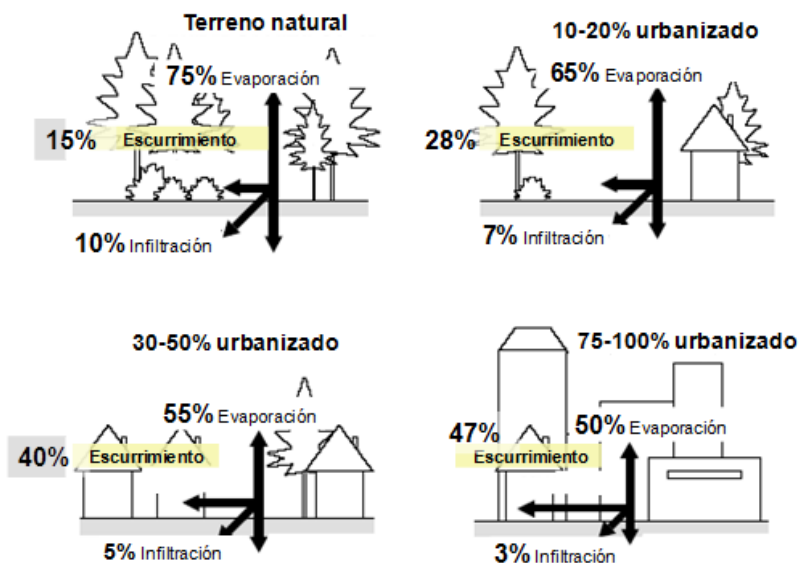 Terreno natural
75% Evaporación
15% Escurrimiento
10% Infiltración
10-20% urbanizado
65% Evaporación
28% Escurrimiento
7% Infiltración
30-50% urbanizado
55% Evaporación
40% Escurrimiento
5% Infiltración
75-100% urbanizado
50% Evaporación
47%
Escurrimiento
3% Infiltración